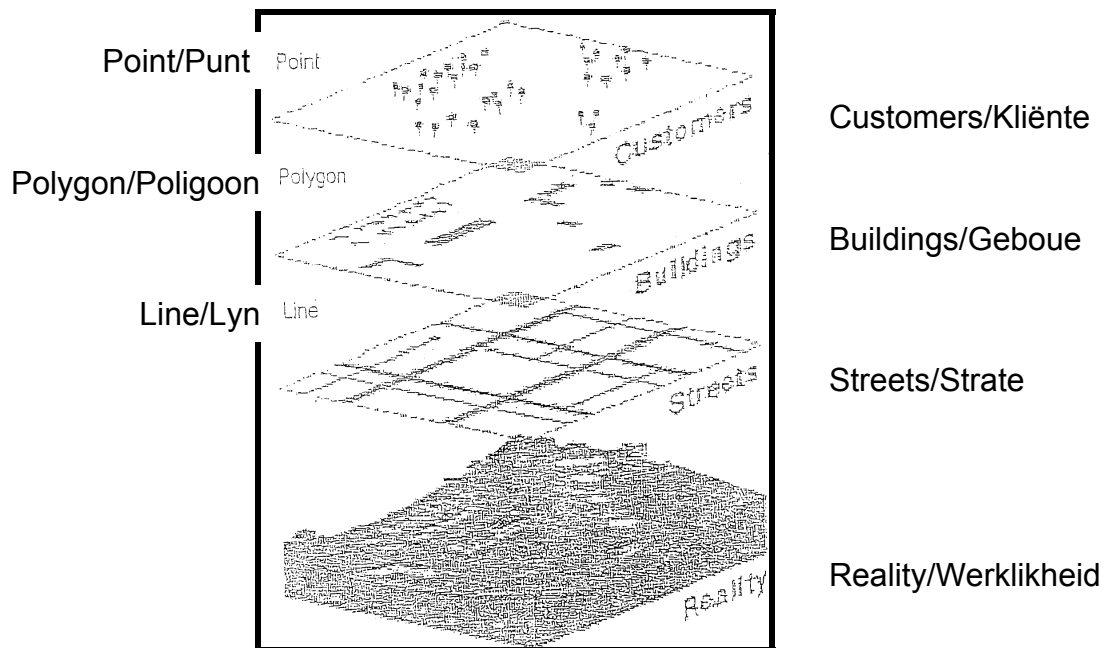 Point/Punt
Point
Customers
Customers/Kliënte
Polygon/Poligoon
Polygon
Buildings
Buildings/Geboue
Line/Lyn
Line
Streets
Streets/Strate
Reality
Reality/Werklikheid